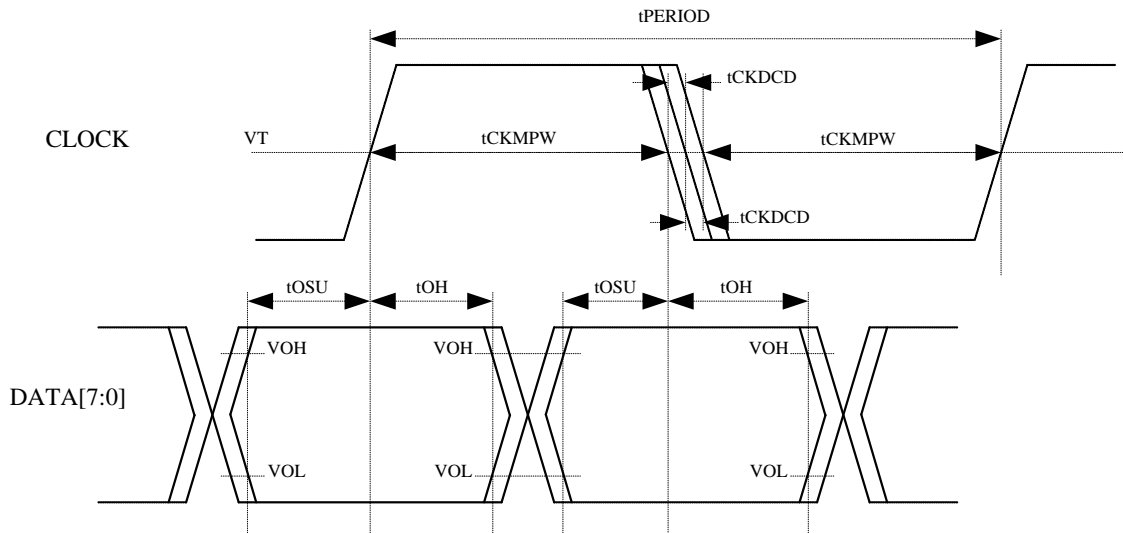 tPERIOD
tCKDCD
CLOCK
VT
tCKMPW
tCKMPW
tCKDCD
tOSU
tOH
tOSU
tOH
VOH
VOH
VOH
DATA[7:0]
VOL
VOL
VOL